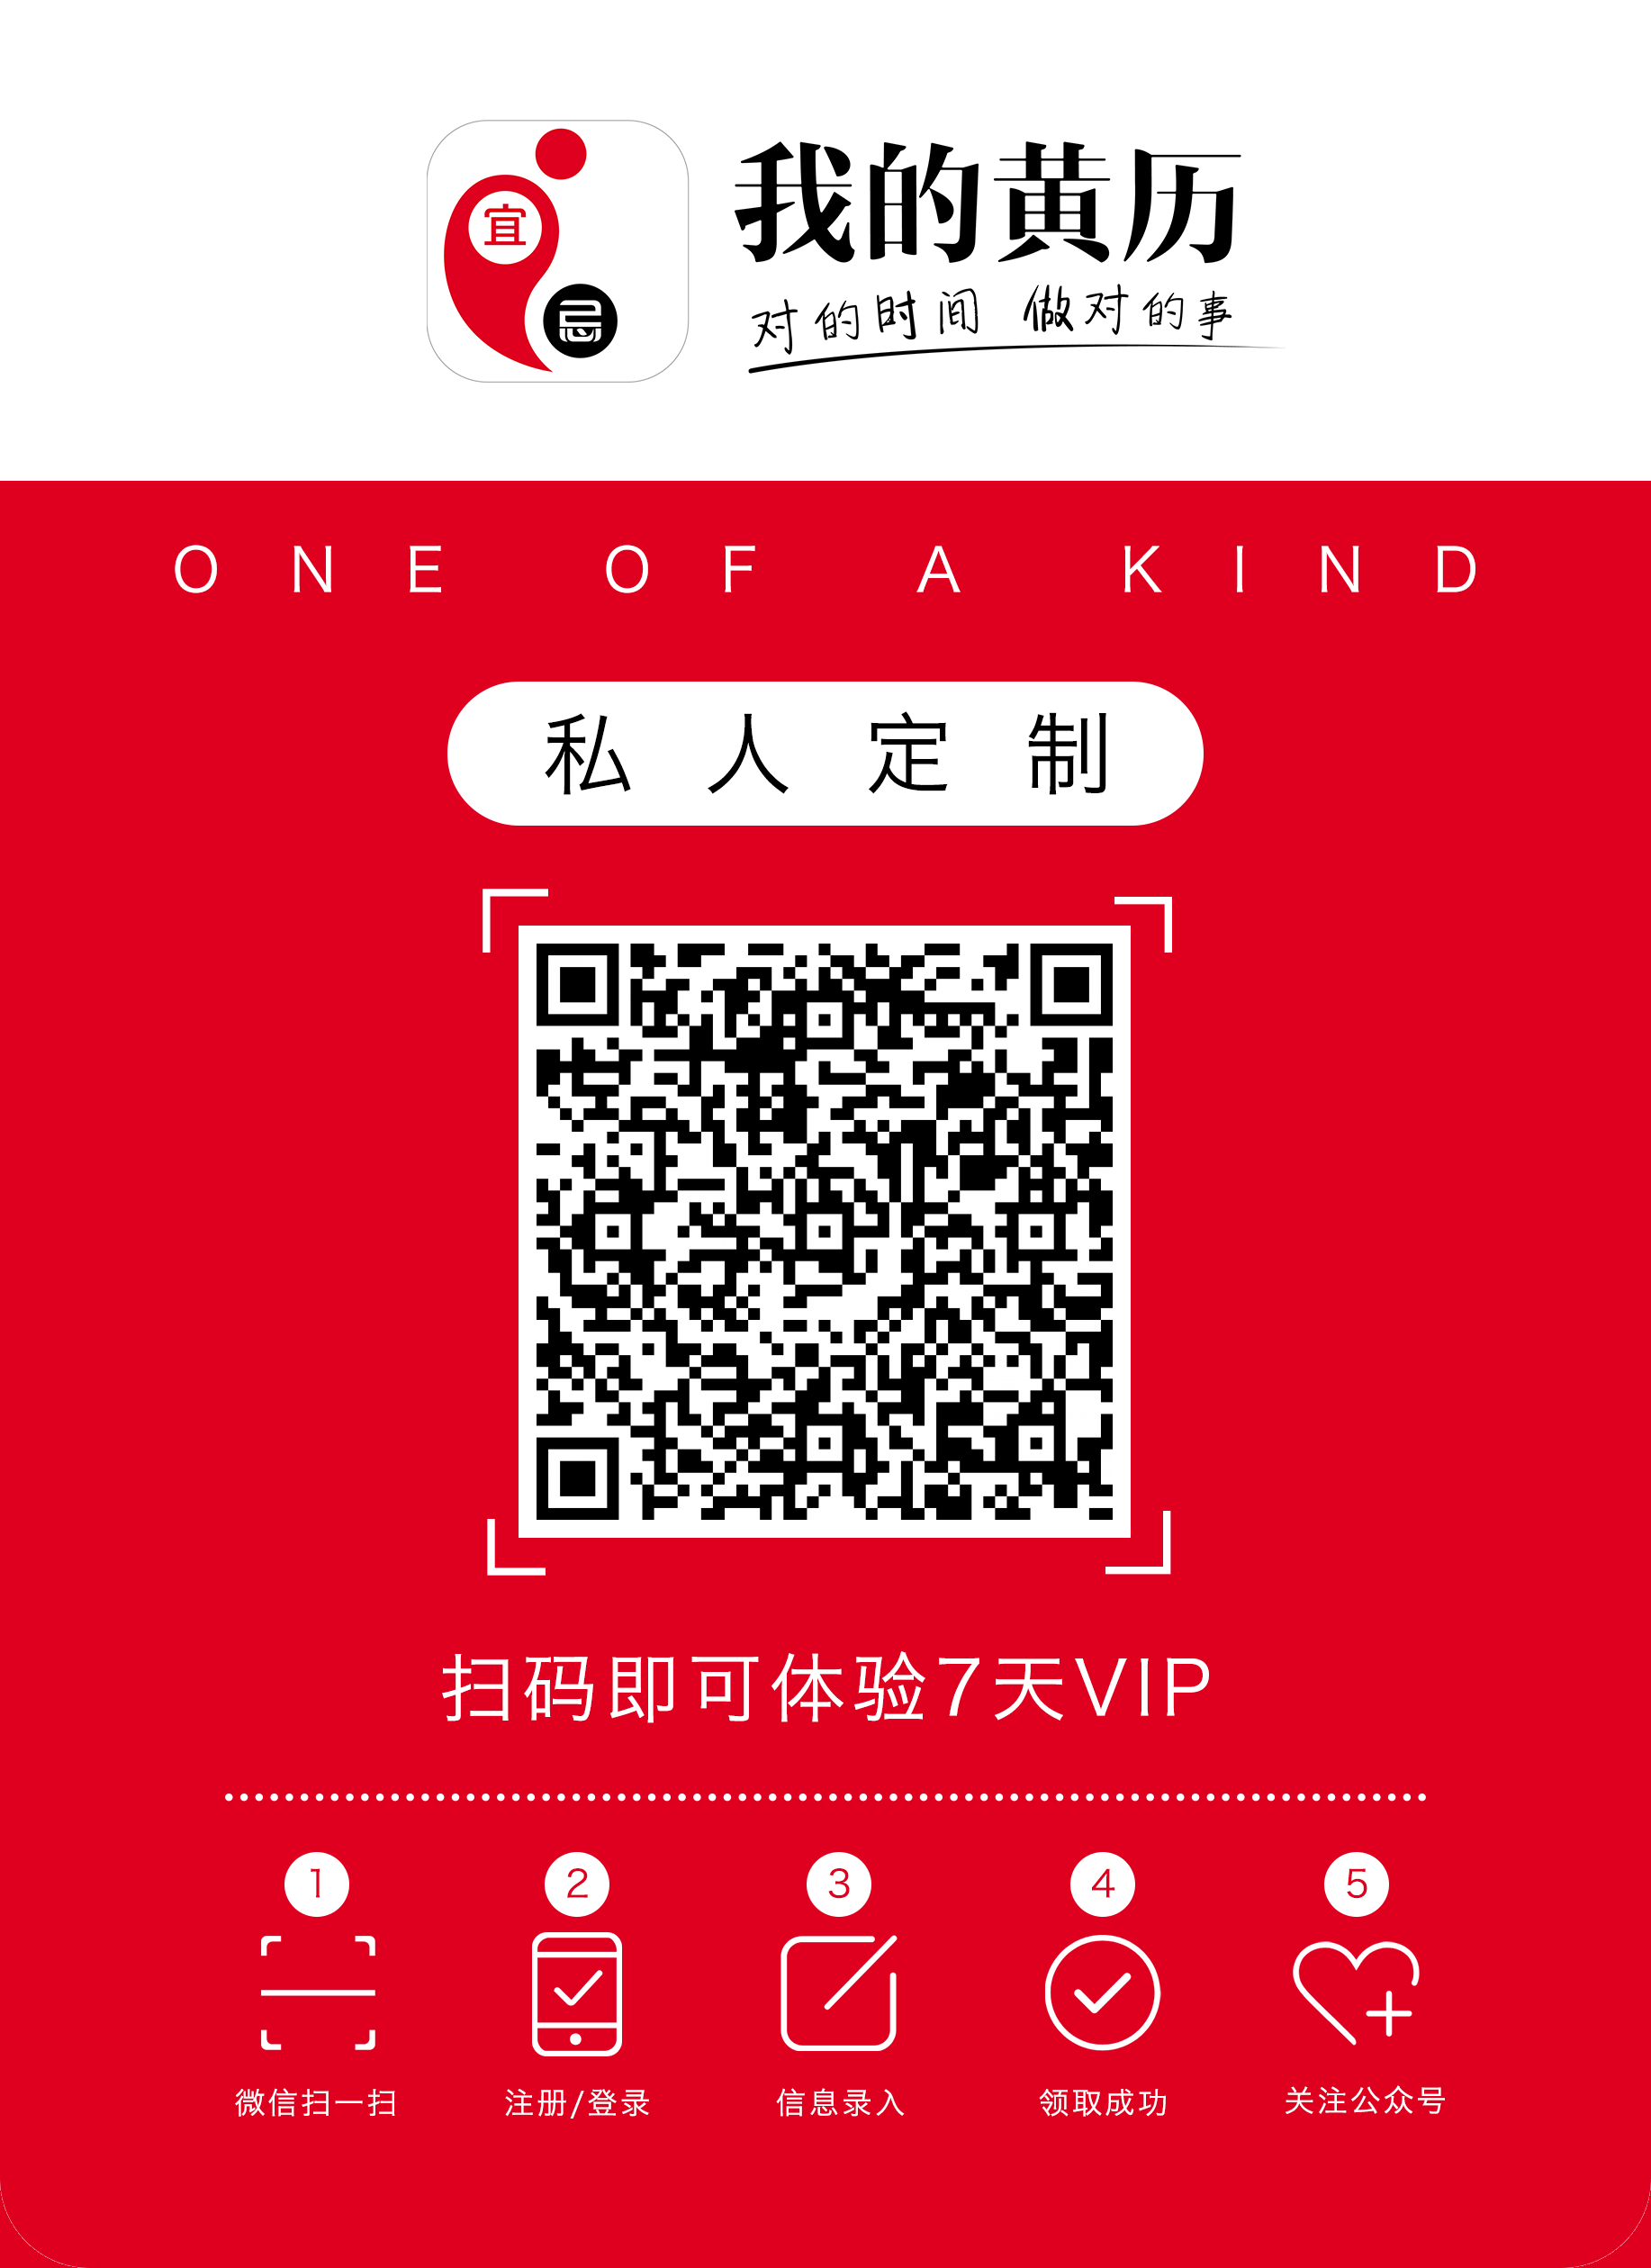 宜
忌
我的黄历
对的时间 做对的事
ONE OF A KIND
私人定制
扫码即可体验7天VIP
1 2 3 4 5
微信扫一扫 注册/登录 信息录入 领取成功 关注公众号